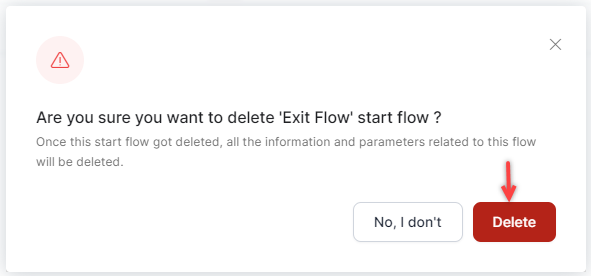 Are you sure you want to delete 'Exit Flow' start flow ?
Once this start flow got deleted, all the information and parameters related to this flow
will be deleted.
No, I don't
Delete